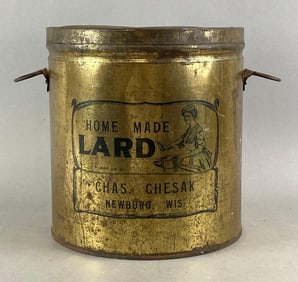 HOME MADE
LARD
CHAS. CHESAK
NEWBURG, WIS.